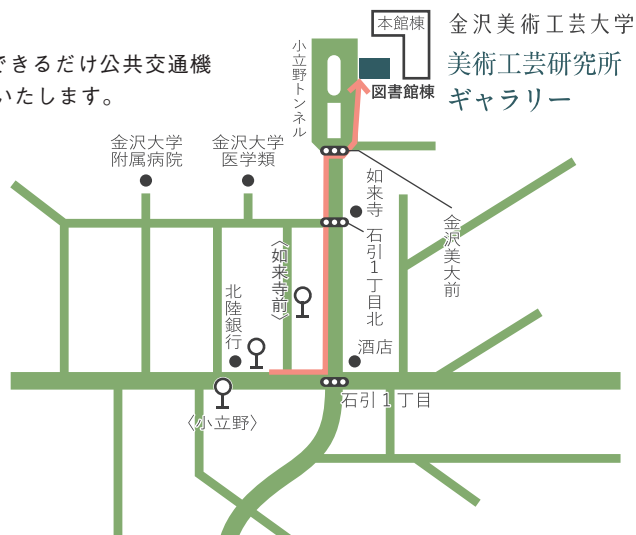 できるだけ公共交通機
いたします。
本館棟
金沢美術工芸大学
美術工芸研究所
ギャラリー
図書館棟
小立野トンネル
金沢大学
附属病院
金沢大学
医学類
如来寺
石引1丁目北
金沢美大前
〈如来寺前〉
北陸銀行
酒店
石引1丁目
〈小立野〉